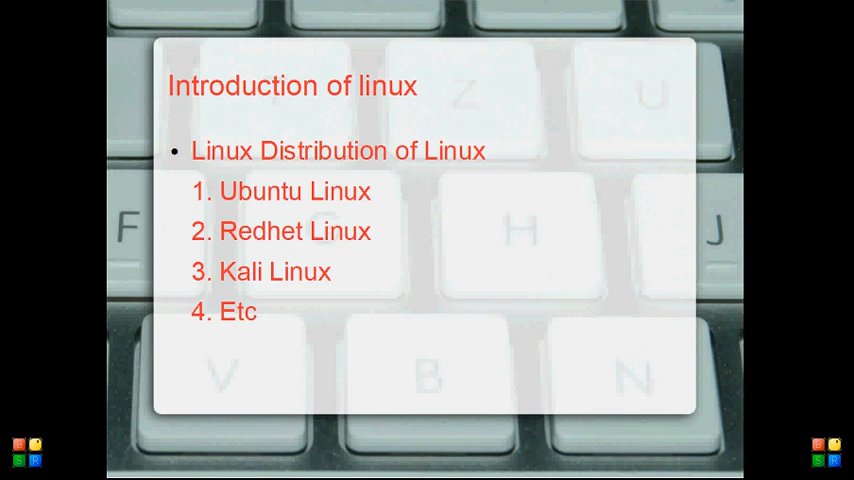 Introduction of linux
• Linux Distribution of Linux
1. Ubuntu Linux
2. Redhet Linux
3. Kali Linux
4. Etc
Z U
F G H J
V B N
B
S R
B
S R